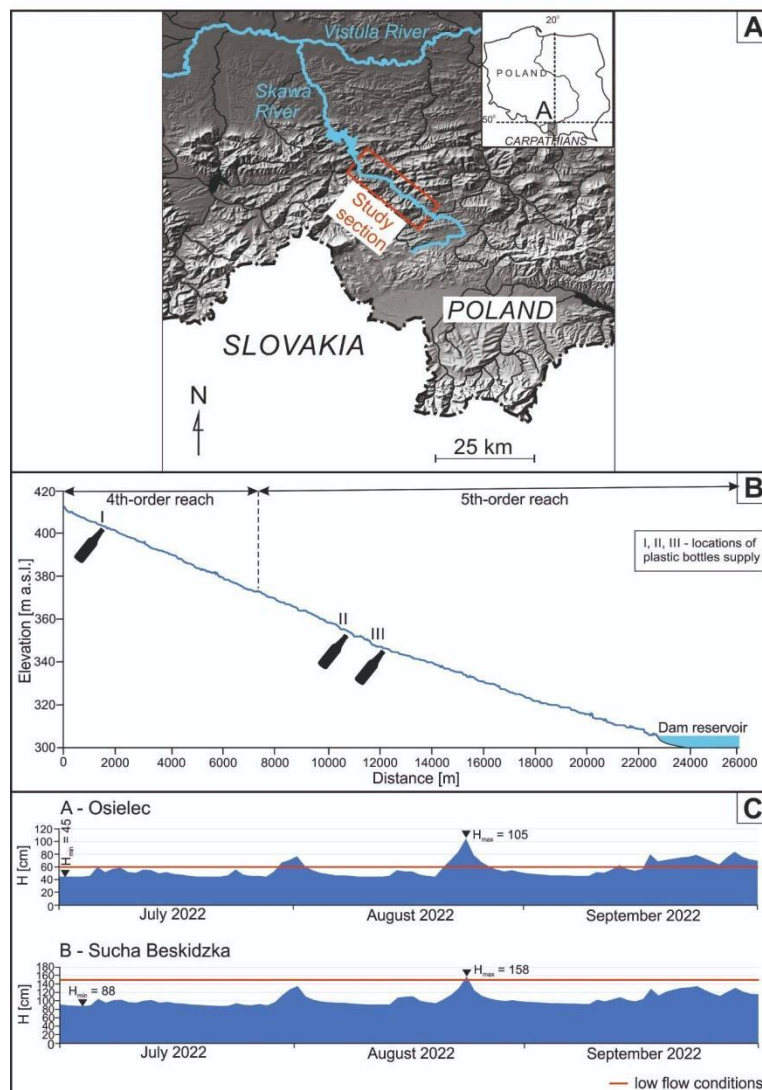 A
Vistula River
Skawa
River
20°
POLAND
50°
A
CARPATHIANS
Study
section
POLAND
SLOVAKIA
N
25 km
B
420
400
380
360
340
320
300
Elevation [m a.s.l.]
4th-order reach
5th-order reach
I
II
III
I, II, III - locations of
plastic bottles supply
Dam reservoir
0 2000 4000 6000 8000 10000 12000 14000 16000 18000 20000 22000 24000 26000
Distance [m]
C
A - Osielec
H [cm]
120
100
80
60
40
20
0
Hmin = 45
Hmax = 105
July 2022 August 2022 September 2022
B - Sucha Beskidzka
H [cm]
180
160
140
120
100
80
60
40
20
0
Hmin = 88
Hmax = 158
July 2022 August 2022 September 2022
low flow conditions